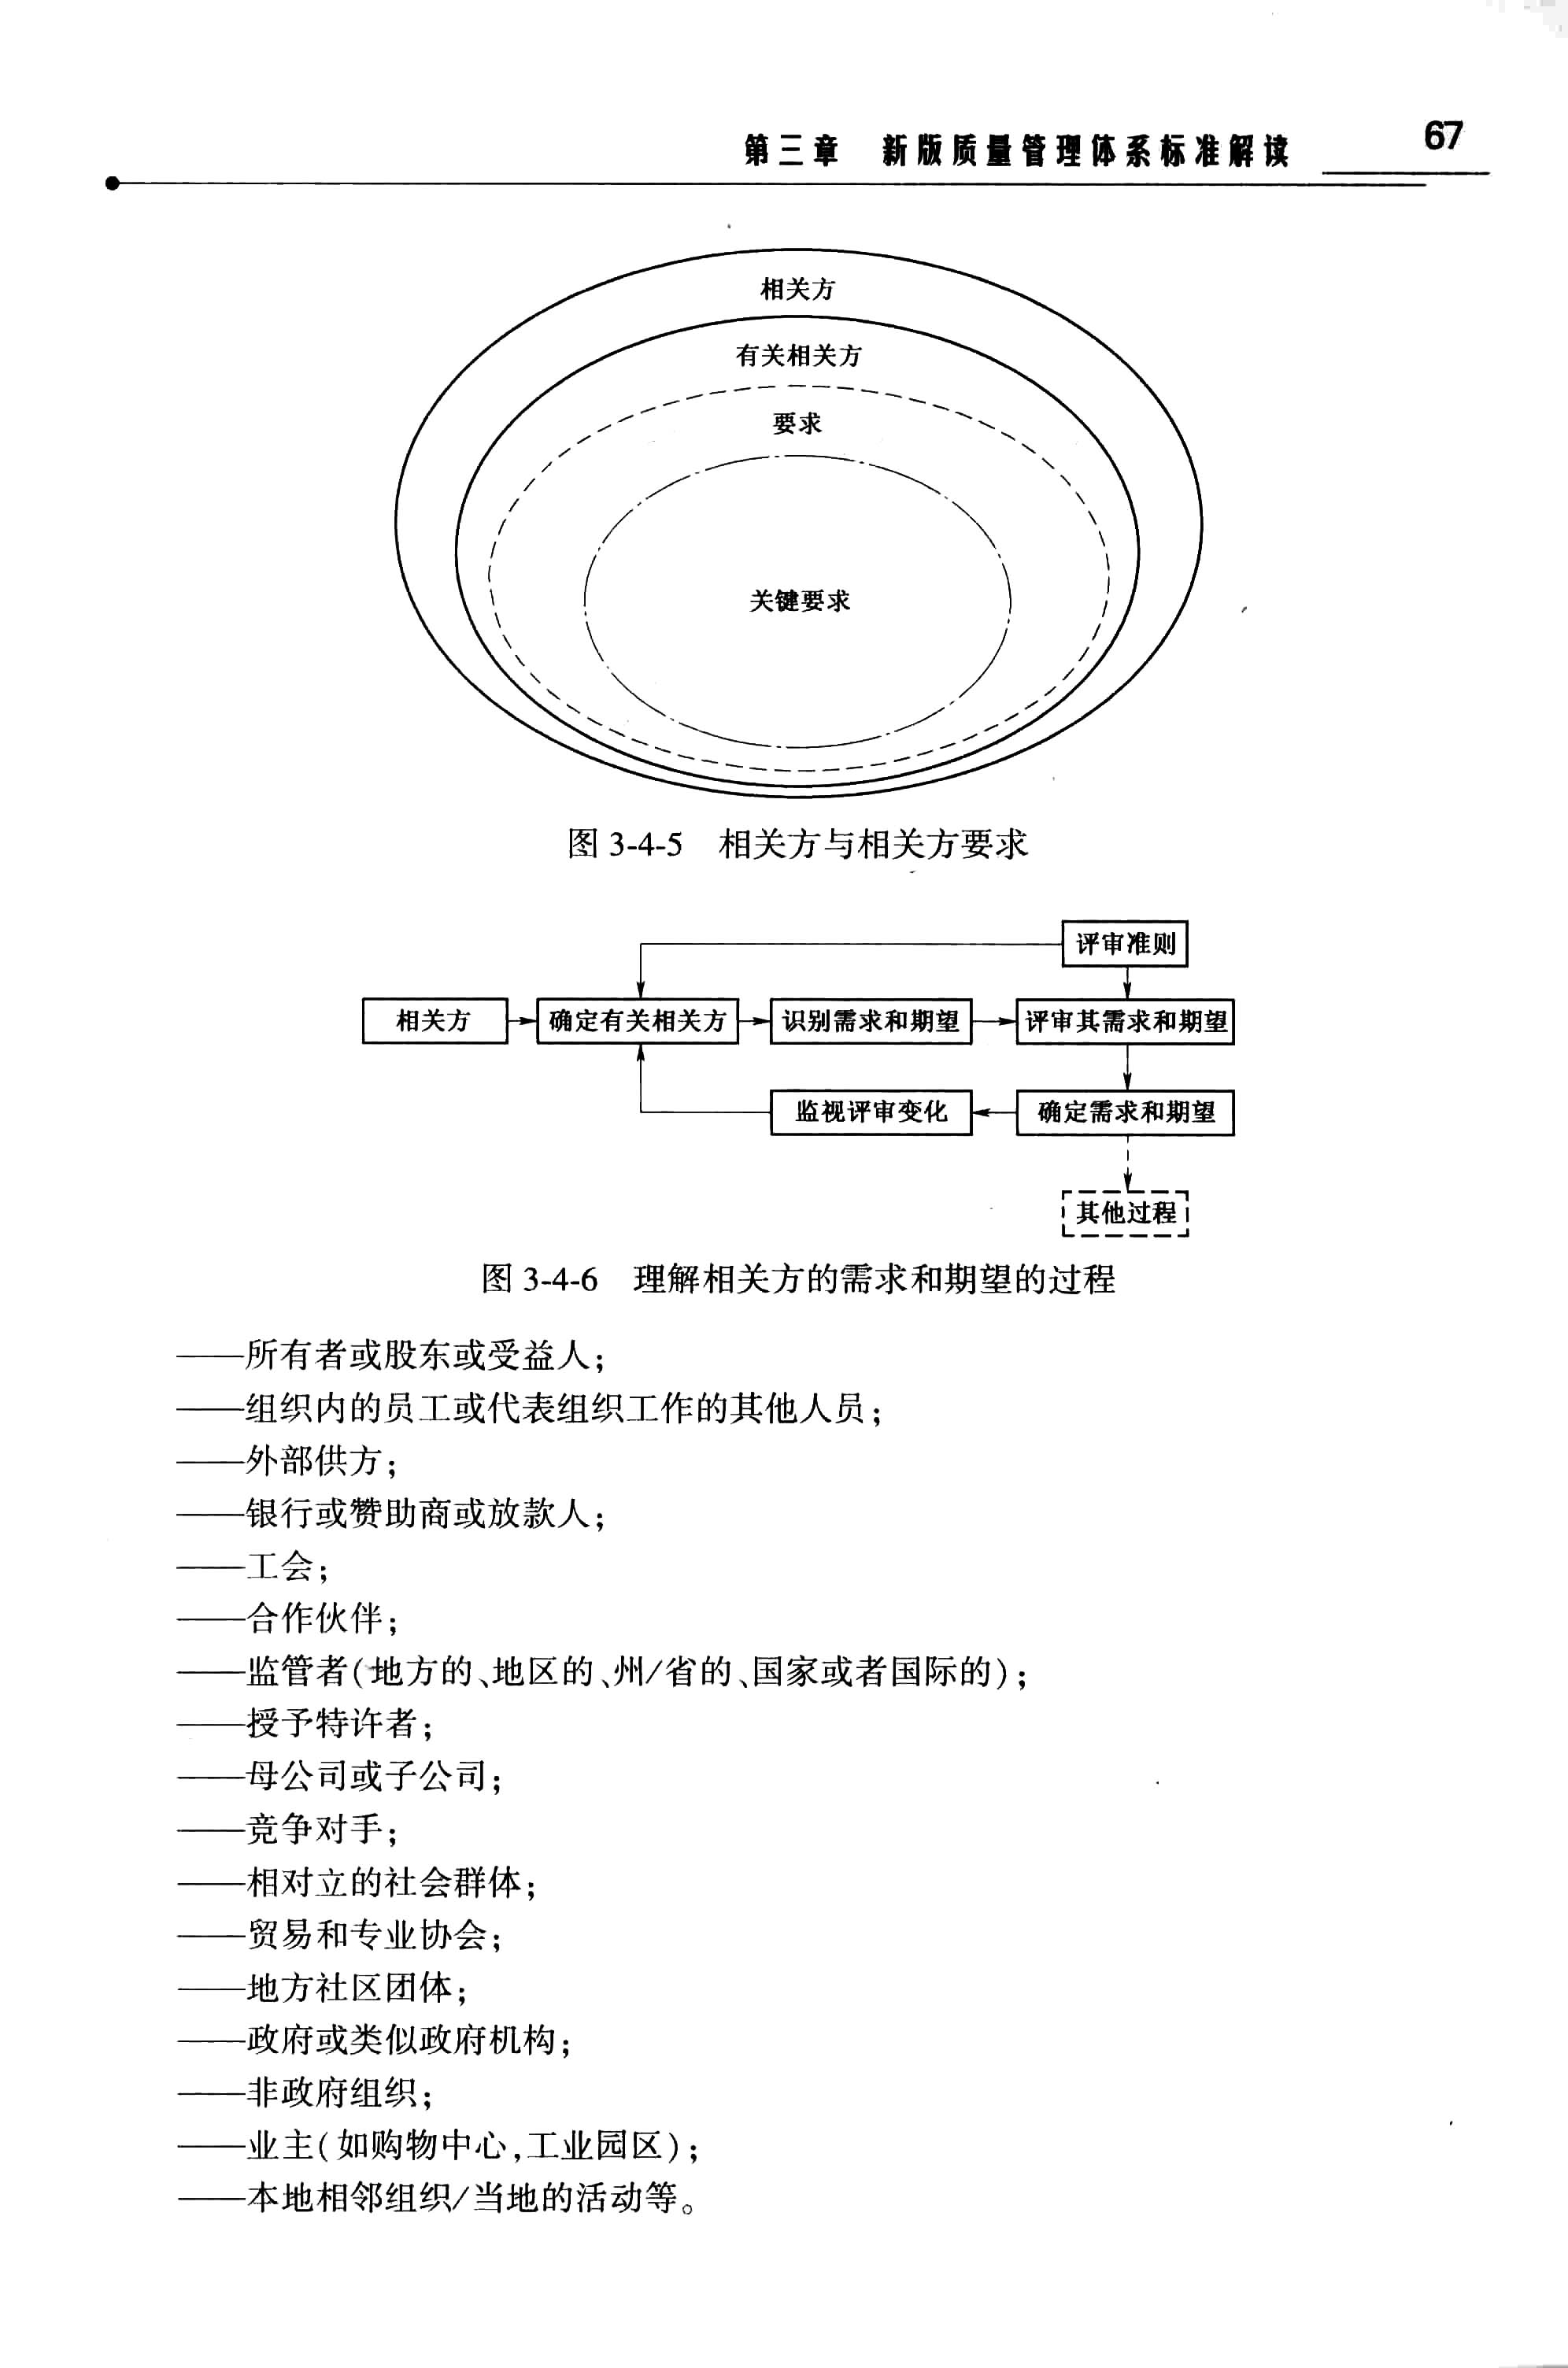 第三章 新版质量管理体系标准解读 67
相关方
有关相关方
要求
关键要求
图 3-4-5 相关方与相关方要求
评审准则
相关方 确定有关相关方 识别需求和期望 评审其需求和期望
监视评审变化 确定需求和期望
其他过程
图 3-4-6 理解相关方的需求和期望的过程
——所有者或股东或受益人;
——组织内的员工或代表组织工作的其他人员;
——外部供方;
——银行或赞助商或放款人;
——工会;
——合作伙伴;
——监管者(地方的、地区的、州/省的、国家或者国际的);
——授予特许者;
——母公司或子公司;
——竞争对手;
——相对立的社会群体;
——贸易和专业协会;
——地方社区团体;
——政府或类似政府机构;
——非政府组织;
——业主(如购物中心,工业园区);
——本地相邻组织/当地的活动等。